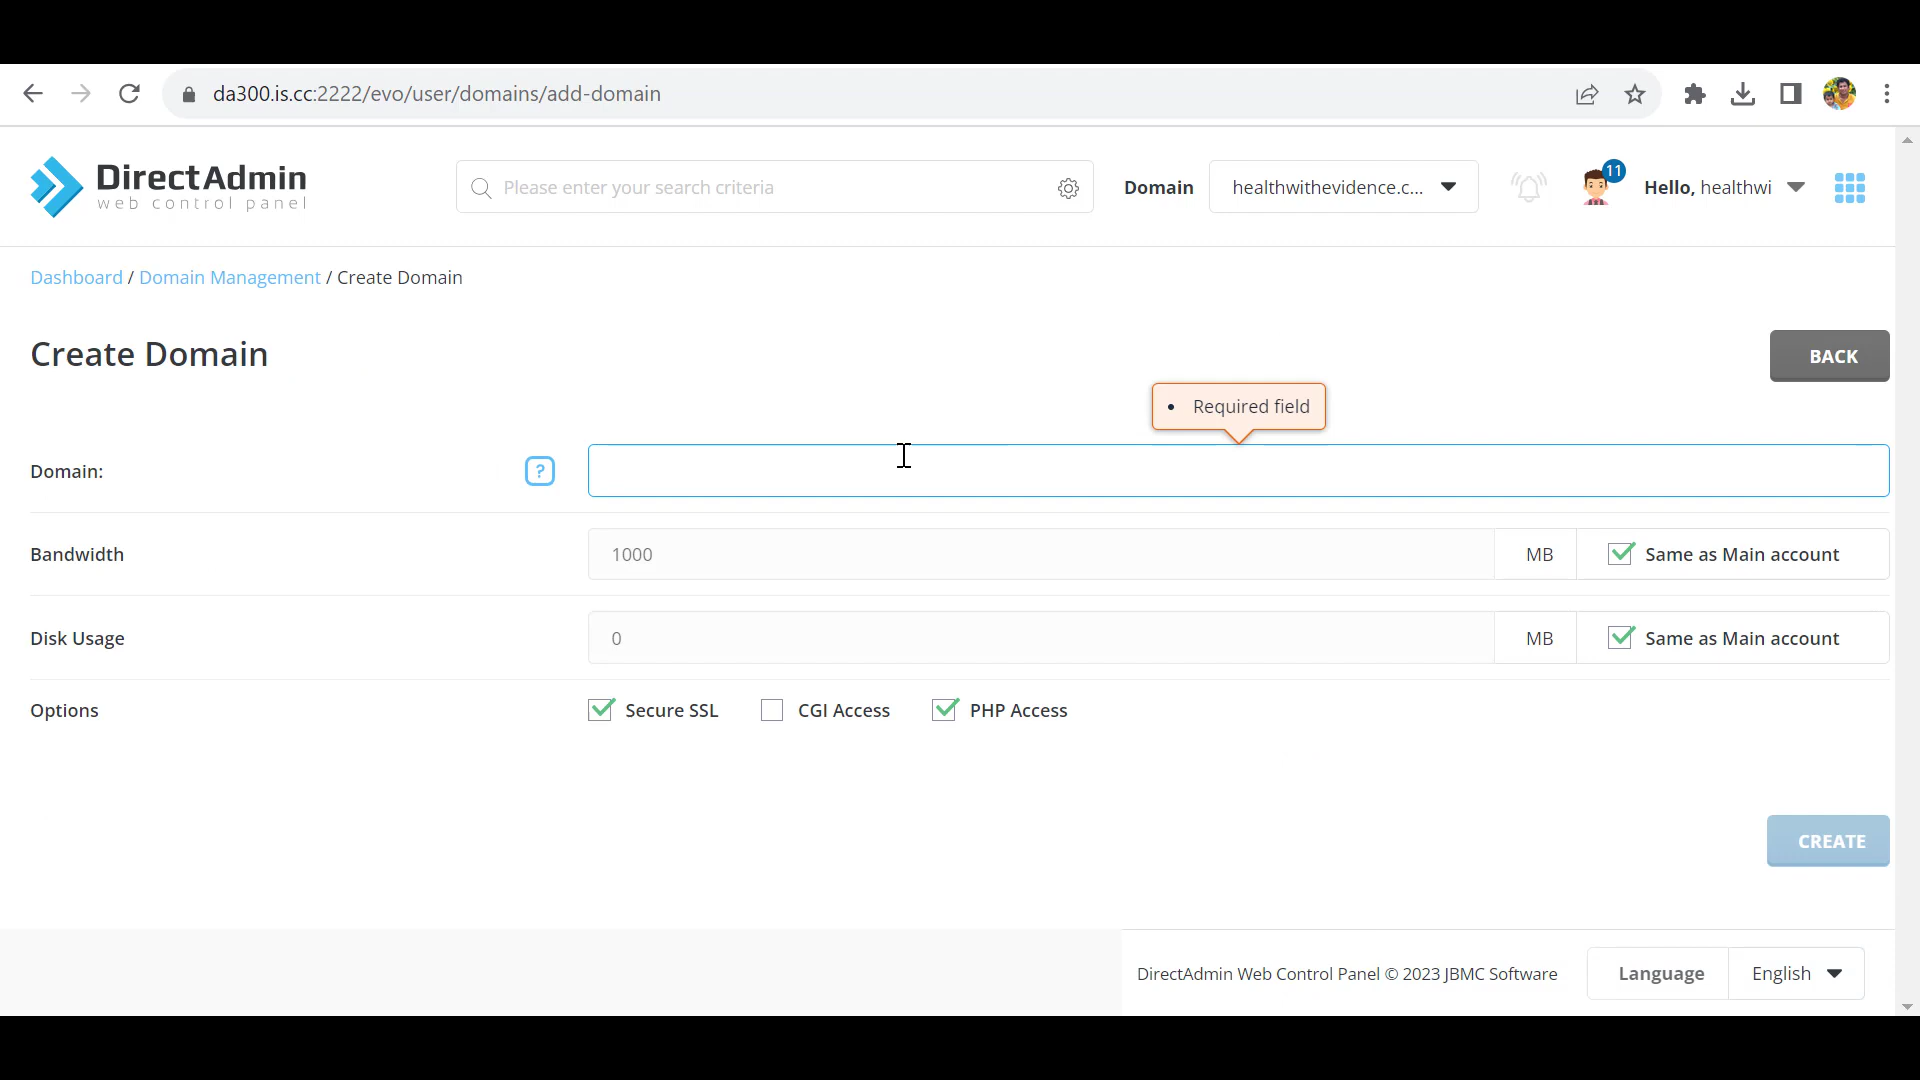 da300.is.cc:2222/evo/user/domains/add-domain
DirectAdmin
web control panel
Please enter your search criteria
Domain
healthwithevidence.c...
11
Hello, healthwi
Dashboard / Domain Management / Create Domain
Create Domain
BACK
• Required field
Domain:
?
Bandwidth
1000
MB
Same as Main account
Disk Usage
0
MB
Same as Main account
Options
Secure SSL
CGI Access
PHP Access
CREATE
DirectAdmin Web Control Panel © 2023 JBMC Software
Language
English